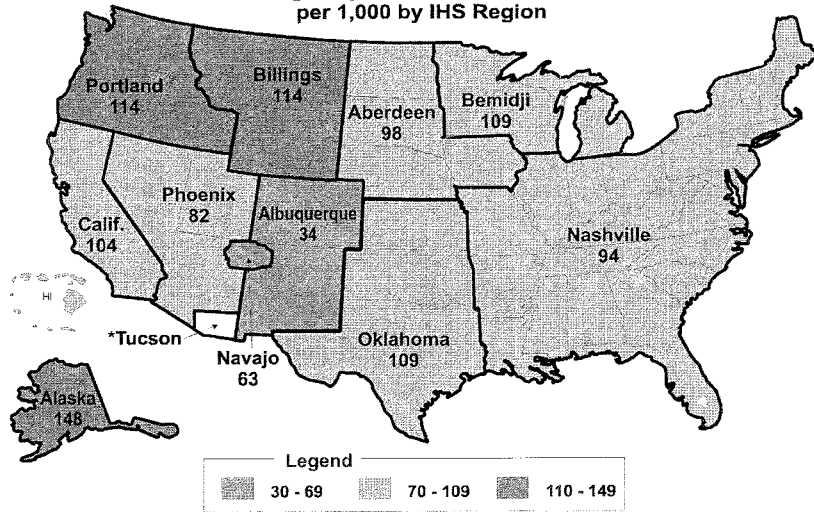 per 1,000 by IHS Region
Portland
114
Billings
114
Aberdeen
98
Bemidji
109
Phoenix
82
Albuquerque
34
Calif.
104
Nashville
94
HI
*Tucson
Navajo
63
Oklahoma
109
Alaska
148
Legend
30 - 69
70 - 109
110 - 149